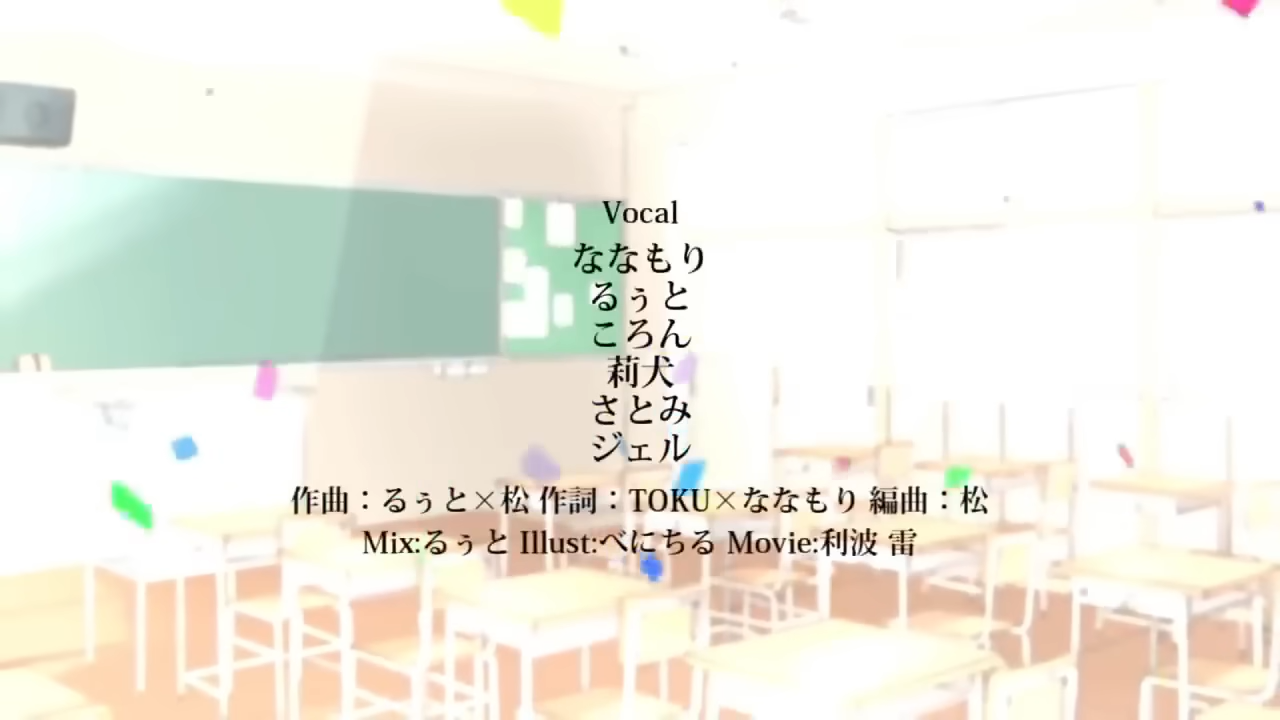 Vocal
ななもり
るぅと
ころん
莉犬
さとみ
ジェル
作曲：るぅと×松 作詞：TOKU×ななもり 編曲：松
Mix:るぅと Illust:べにちる Movie:利波 雷